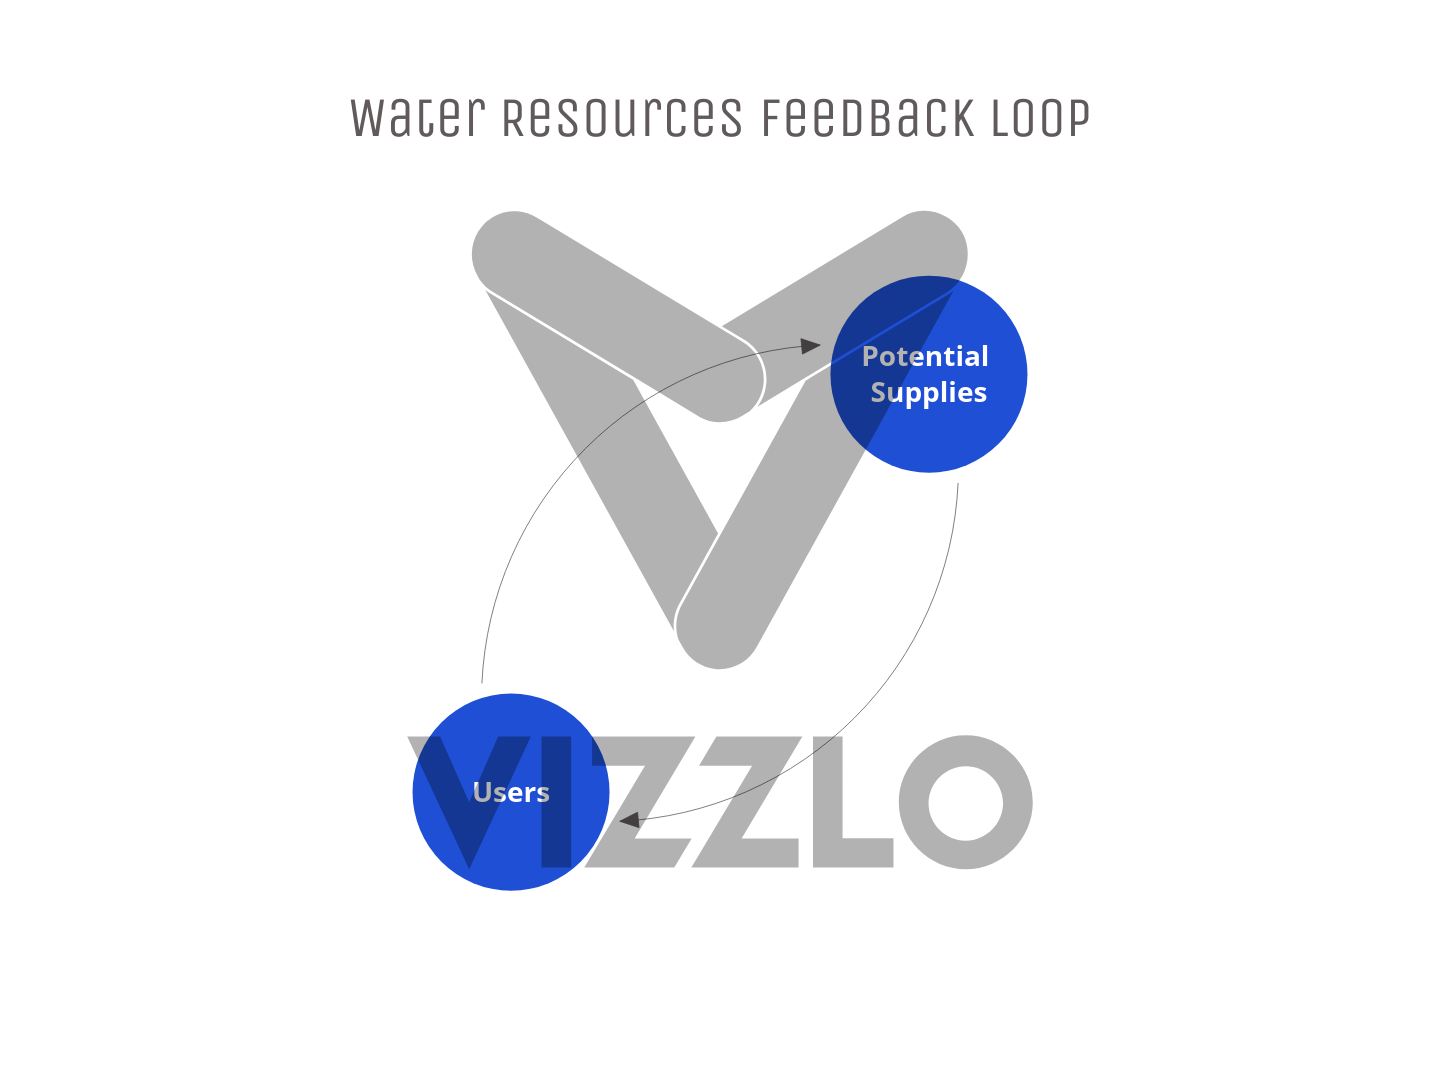 Water Resources Feedback Loop
Potential
Supplies
Users
VIZZLO